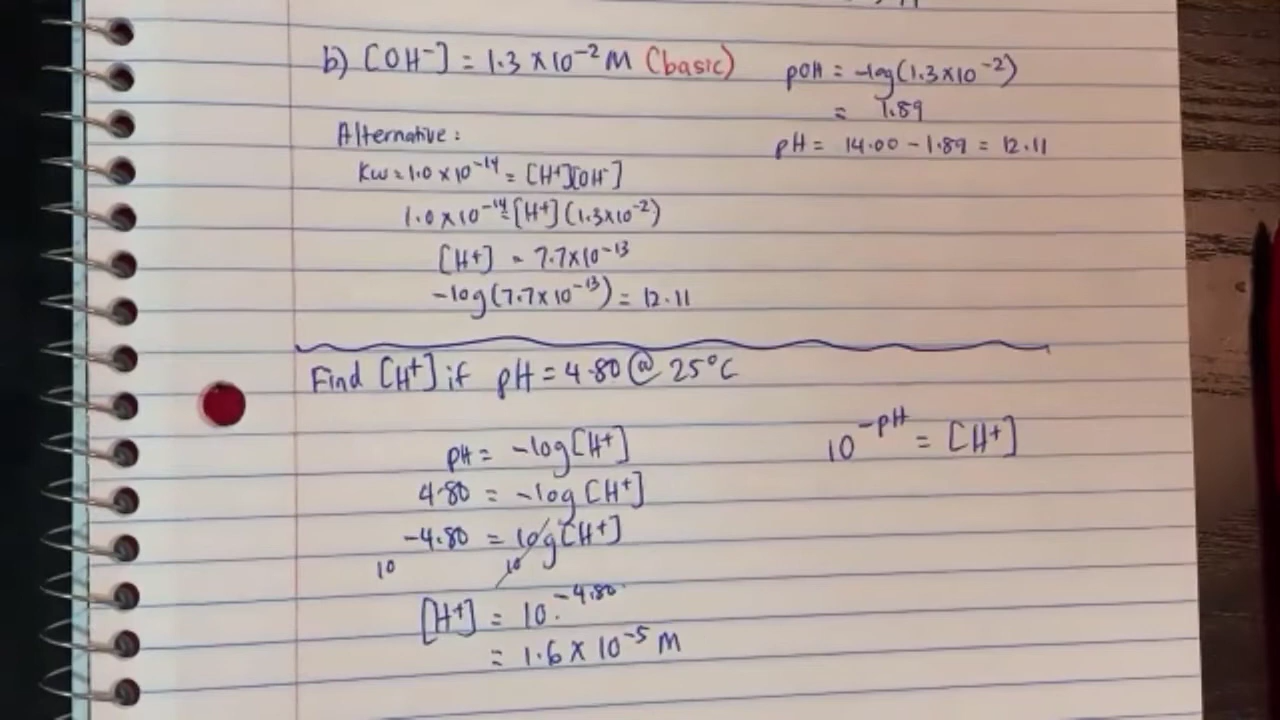 b) [OH⁻] = 1.3 x 10⁻² M (basic)
pOH = -log(1.3x10⁻²)
= 1.89
pH = 14.00 - 1.89 = 12.11
Alternative:
Kw = 1.0 x 10⁻¹⁴ = [H⁺][OH⁻]
1.0 x 10⁻¹⁴ = [H⁺] (1.3x10⁻²)
[H⁺] = 7.7x10⁻¹³
-log(7.7x10⁻¹³) = 12.11
Find [H⁺] if pH = 4.80 @ 25°C
pH = -log[H⁺]
10⁻ᵖᴴ = [H⁺]
4.80 = -log[H⁺]
-4.80 = log[H⁺]
10 10
[H⁺] = 10⁻⁴·⁸⁰
= 1.6 x 10⁻⁵ M